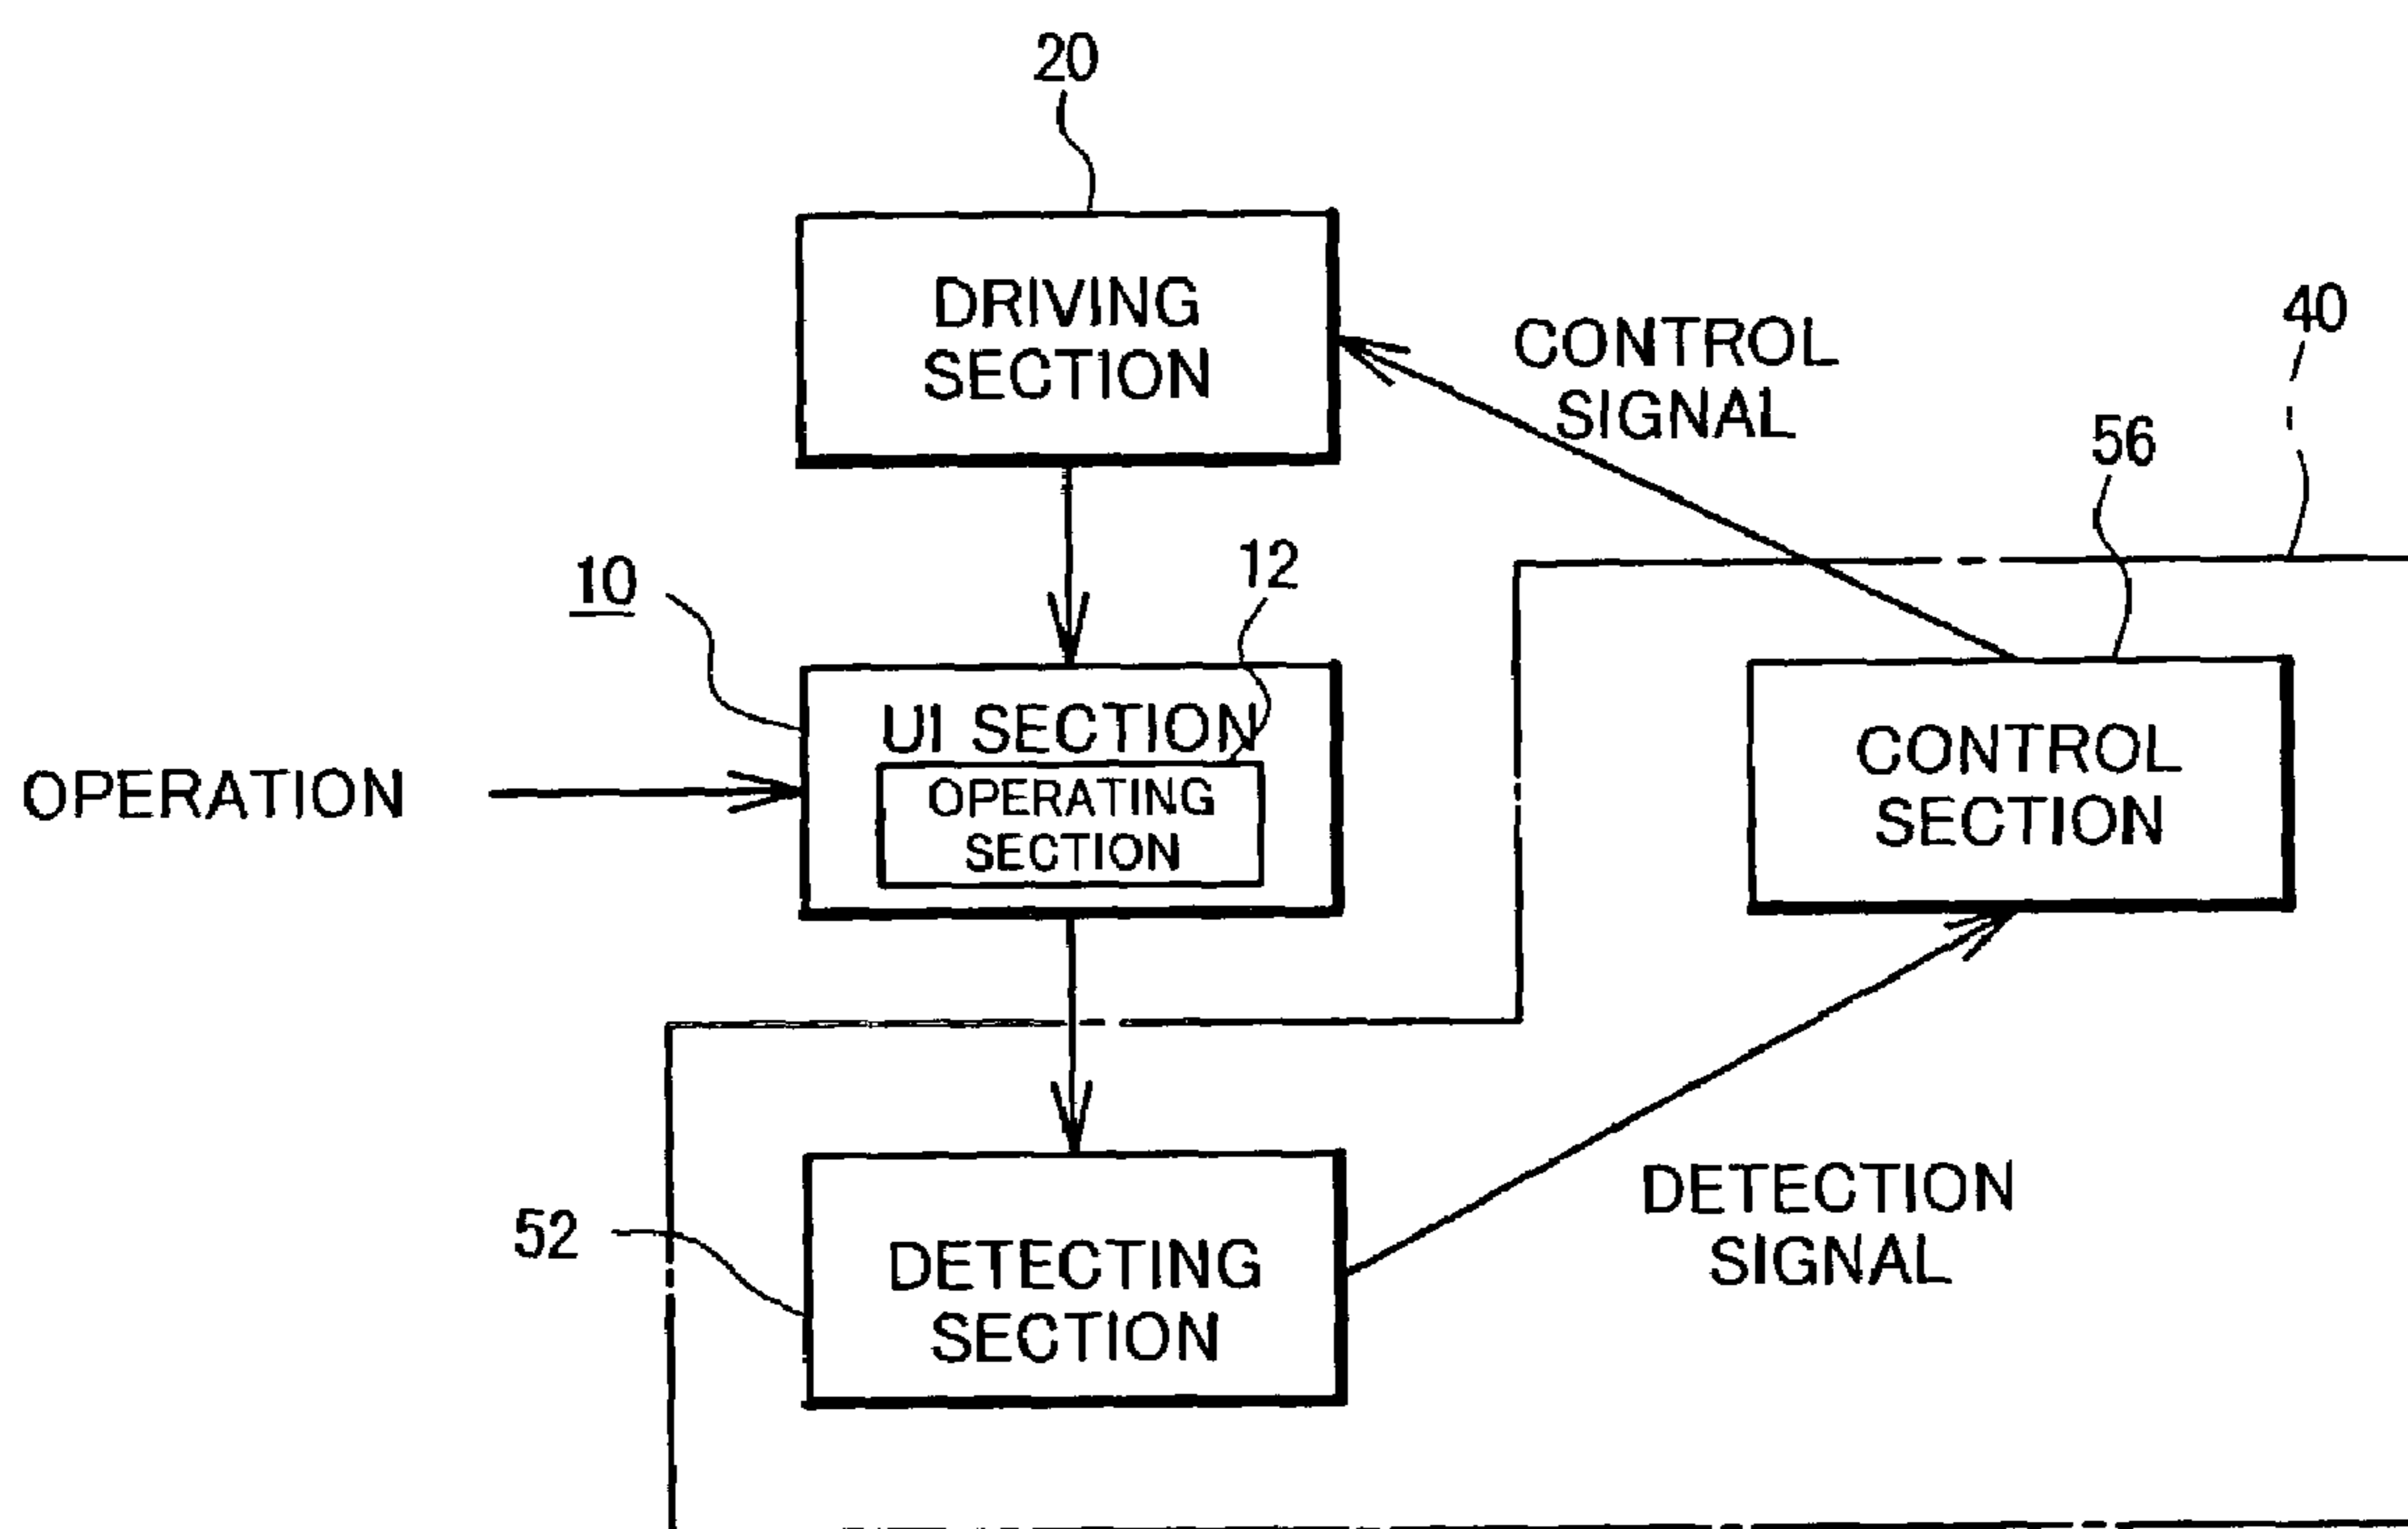 20
DRIVING
SECTION
CONTROL
SIGNAL
40
56
10
12
UI SECTION
OPERATING
SECTION
OPERATION
CONTROL
SECTION
52
DETECTING
SECTION
DETECTION
SIGNAL